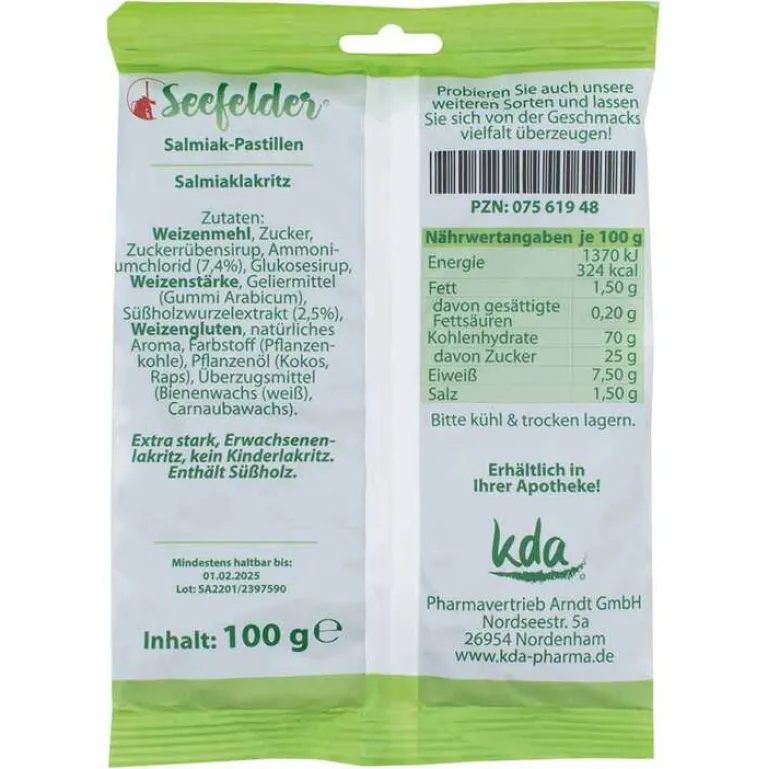 Seefelder®
Salmiak-Pastillen
Salmiaklakritz
Zutaten:
Weizenmehl, Zucker,
Zuckerrübensirup, Ammoni-
umchlorid (7,4%), Glukosesirup,
Weizenstärke, Geliermittel
(Gummi Arabicum),
Süßholzwurzelextrakt (2,5%),
Weizengluten, natürliches
Aroma, Farbstoff (Pflanzen-
kohle), Pflanzenöl (Kokos,
Raps), Überzugsmittel
(Bienenwachs (weiß),
Carnaubawachs).
Extra stark, Erwachsenen-
lakritz, kein Kinderlakritz.
Enthält Süßholz.
Mindestens haltbar bis:
01.02.2025
Lot: SA2201/2397590
Inhalt: 100 g ℮
Probieren Sie auch unsere
weiteren Sorten und lassen
Sie sich von der Geschmacks
vielfalt überzeugen!
PZN: 075 619 48
Nährwertangaben je 100 g
Energie 1370 kJ
324 kcal
Fett 1,50 g
davon gesättigte
Fettsäuren 0,20 g
Kohlenhydrate 70 g
davon Zucker 25 g
Eiweiß 7,50 g
Salz 1,50 g
Bitte kühl & trocken lagern.
Erhältlich in
Ihrer Apotheke!
kda
Pharmavertrieb Arndt GmbH
Nordseestr. 5a
26954 Nordenham
www.kda-pharma.de